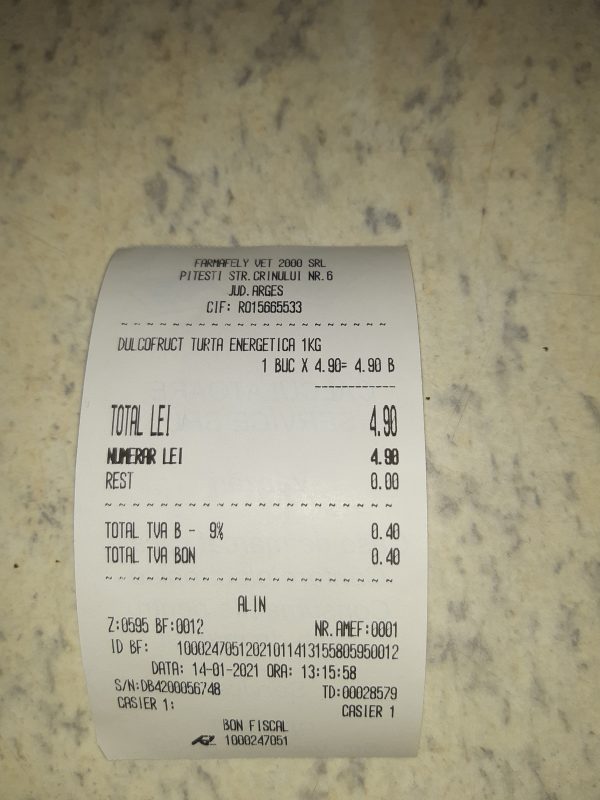 FARMAFELY VET 2000 SRL
PITESTI STR.CRINULUI NR.6
JUD.ARGES
CIF: RO15665533
~ ~ ~ ~ ~ ~ ~ ~ ~ ~ ~ ~ ~ ~ ~ ~ ~ ~ ~ ~ ~
DULCOFRUCT TURTA ENERGETICA 1KG
1 BUC X 4.90= 4.90 B
------------
TOTAL LEI 4.90
NUMERAR LEI 4.90
REST 0.00
~ ~ ~ ~ ~ ~ ~ ~ ~ ~ ~ ~ ~ ~ ~ ~ ~ ~ ~ ~ ~
TOTAL TVA B - 9% 0.40
TOTAL TVA BON 0.40
~ ~ ~ ~ ~ ~ ~ ~ ~ ~ ~ ~ ~ ~ ~ ~ ~ ~ ~ ~ ~
ALIN
Z:0595 BF:0012 NR.AMEF:0001
ID BF: 10002470512021011413155805950012
DATA: 14-01-2021 ORA: 13:15:58
S/N:DB4200056748 TD:00028579
CASIER 1: CASIER 1
BON FISCAL
1000247051